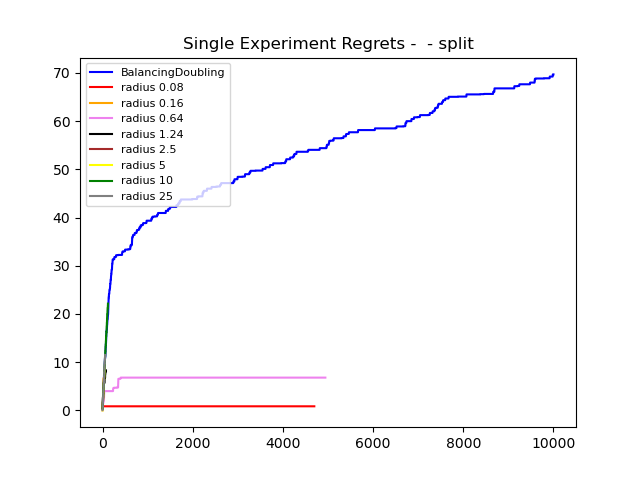 Single Experiment Regrets -  - split
70
60
50
40
30
20
10
0
BalancingDoubling
radius 0.08
radius 0.16
radius 0.64
radius 1.24
radius 2.5
radius 5
radius 10
radius 25
0 2000 4000 6000 8000 10000